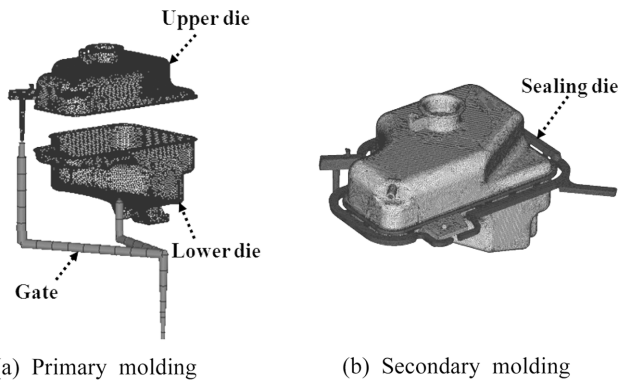 Upper die
Sealing die
Lower die
Gate
a) Primary molding
(b) Secondary molding